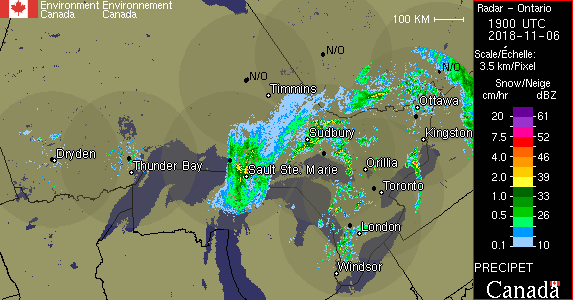 Environment Environnement
Canada Canada
Radar - Ontario
1900 UTC
2018-11-06
Scale/Échelle:
3.5 km/Pixel
Snow/Neige
cm/hr dBZ
20 61
7.5 52
4.0 46
2.0 39
1.0 33
0.5 26
0.1 10
PRECIPET
Canada
100 KM
N/O
N/O
N/O
Timmins
Ottawa
Sudbury
Kingston
Dryden
Thunder Bay
Sault Ste. Marie
Orillia
Toronto
London
Windsor